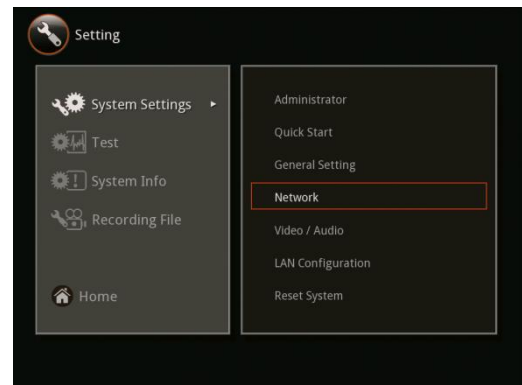 Setting
System Settings
Test
System Info
Recording File
Home
Administrator
Quick Start
General Setting
Network
Video / Audio
LAN Configuration
Reset System